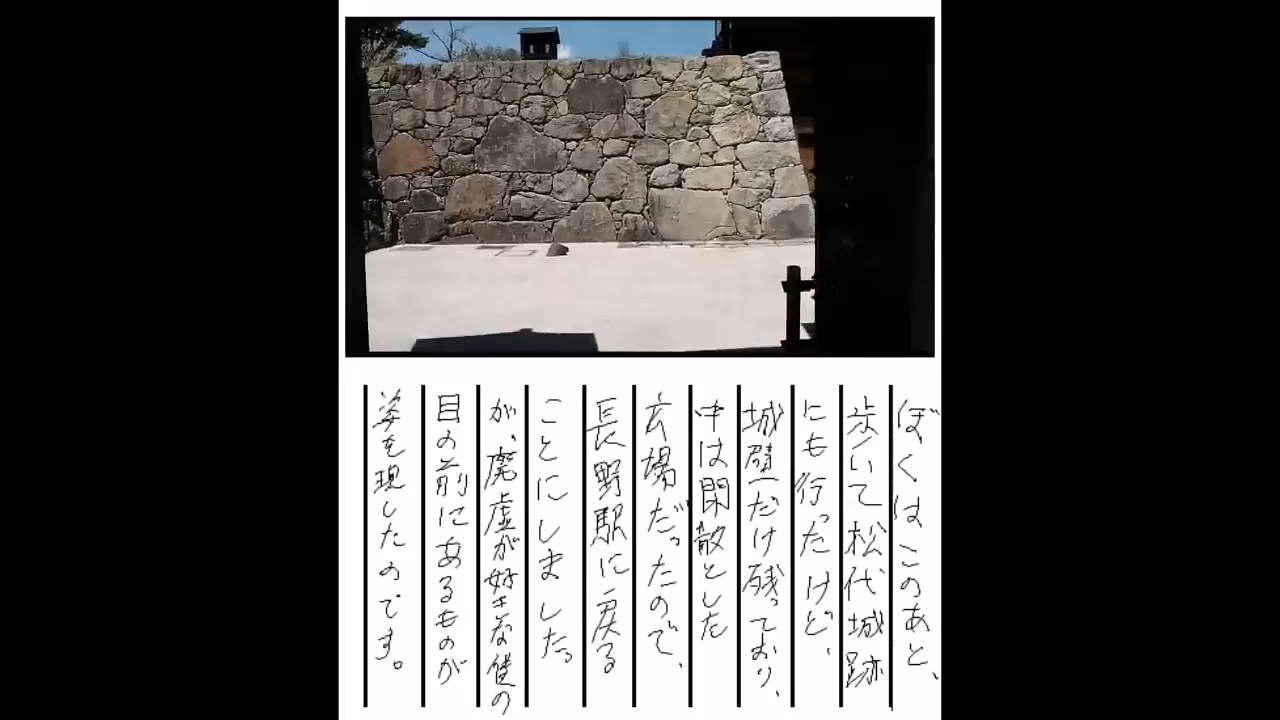 ぼくはこのあと、
歩いて松代城跡
にも行ったけど、
城壁だけ残っており、
中は閑散とした
広場だったので、
長野駅に戻る
ことにしました。
が、廃虚が好きな僕の
目の前にあるものが
姿を現したのです。